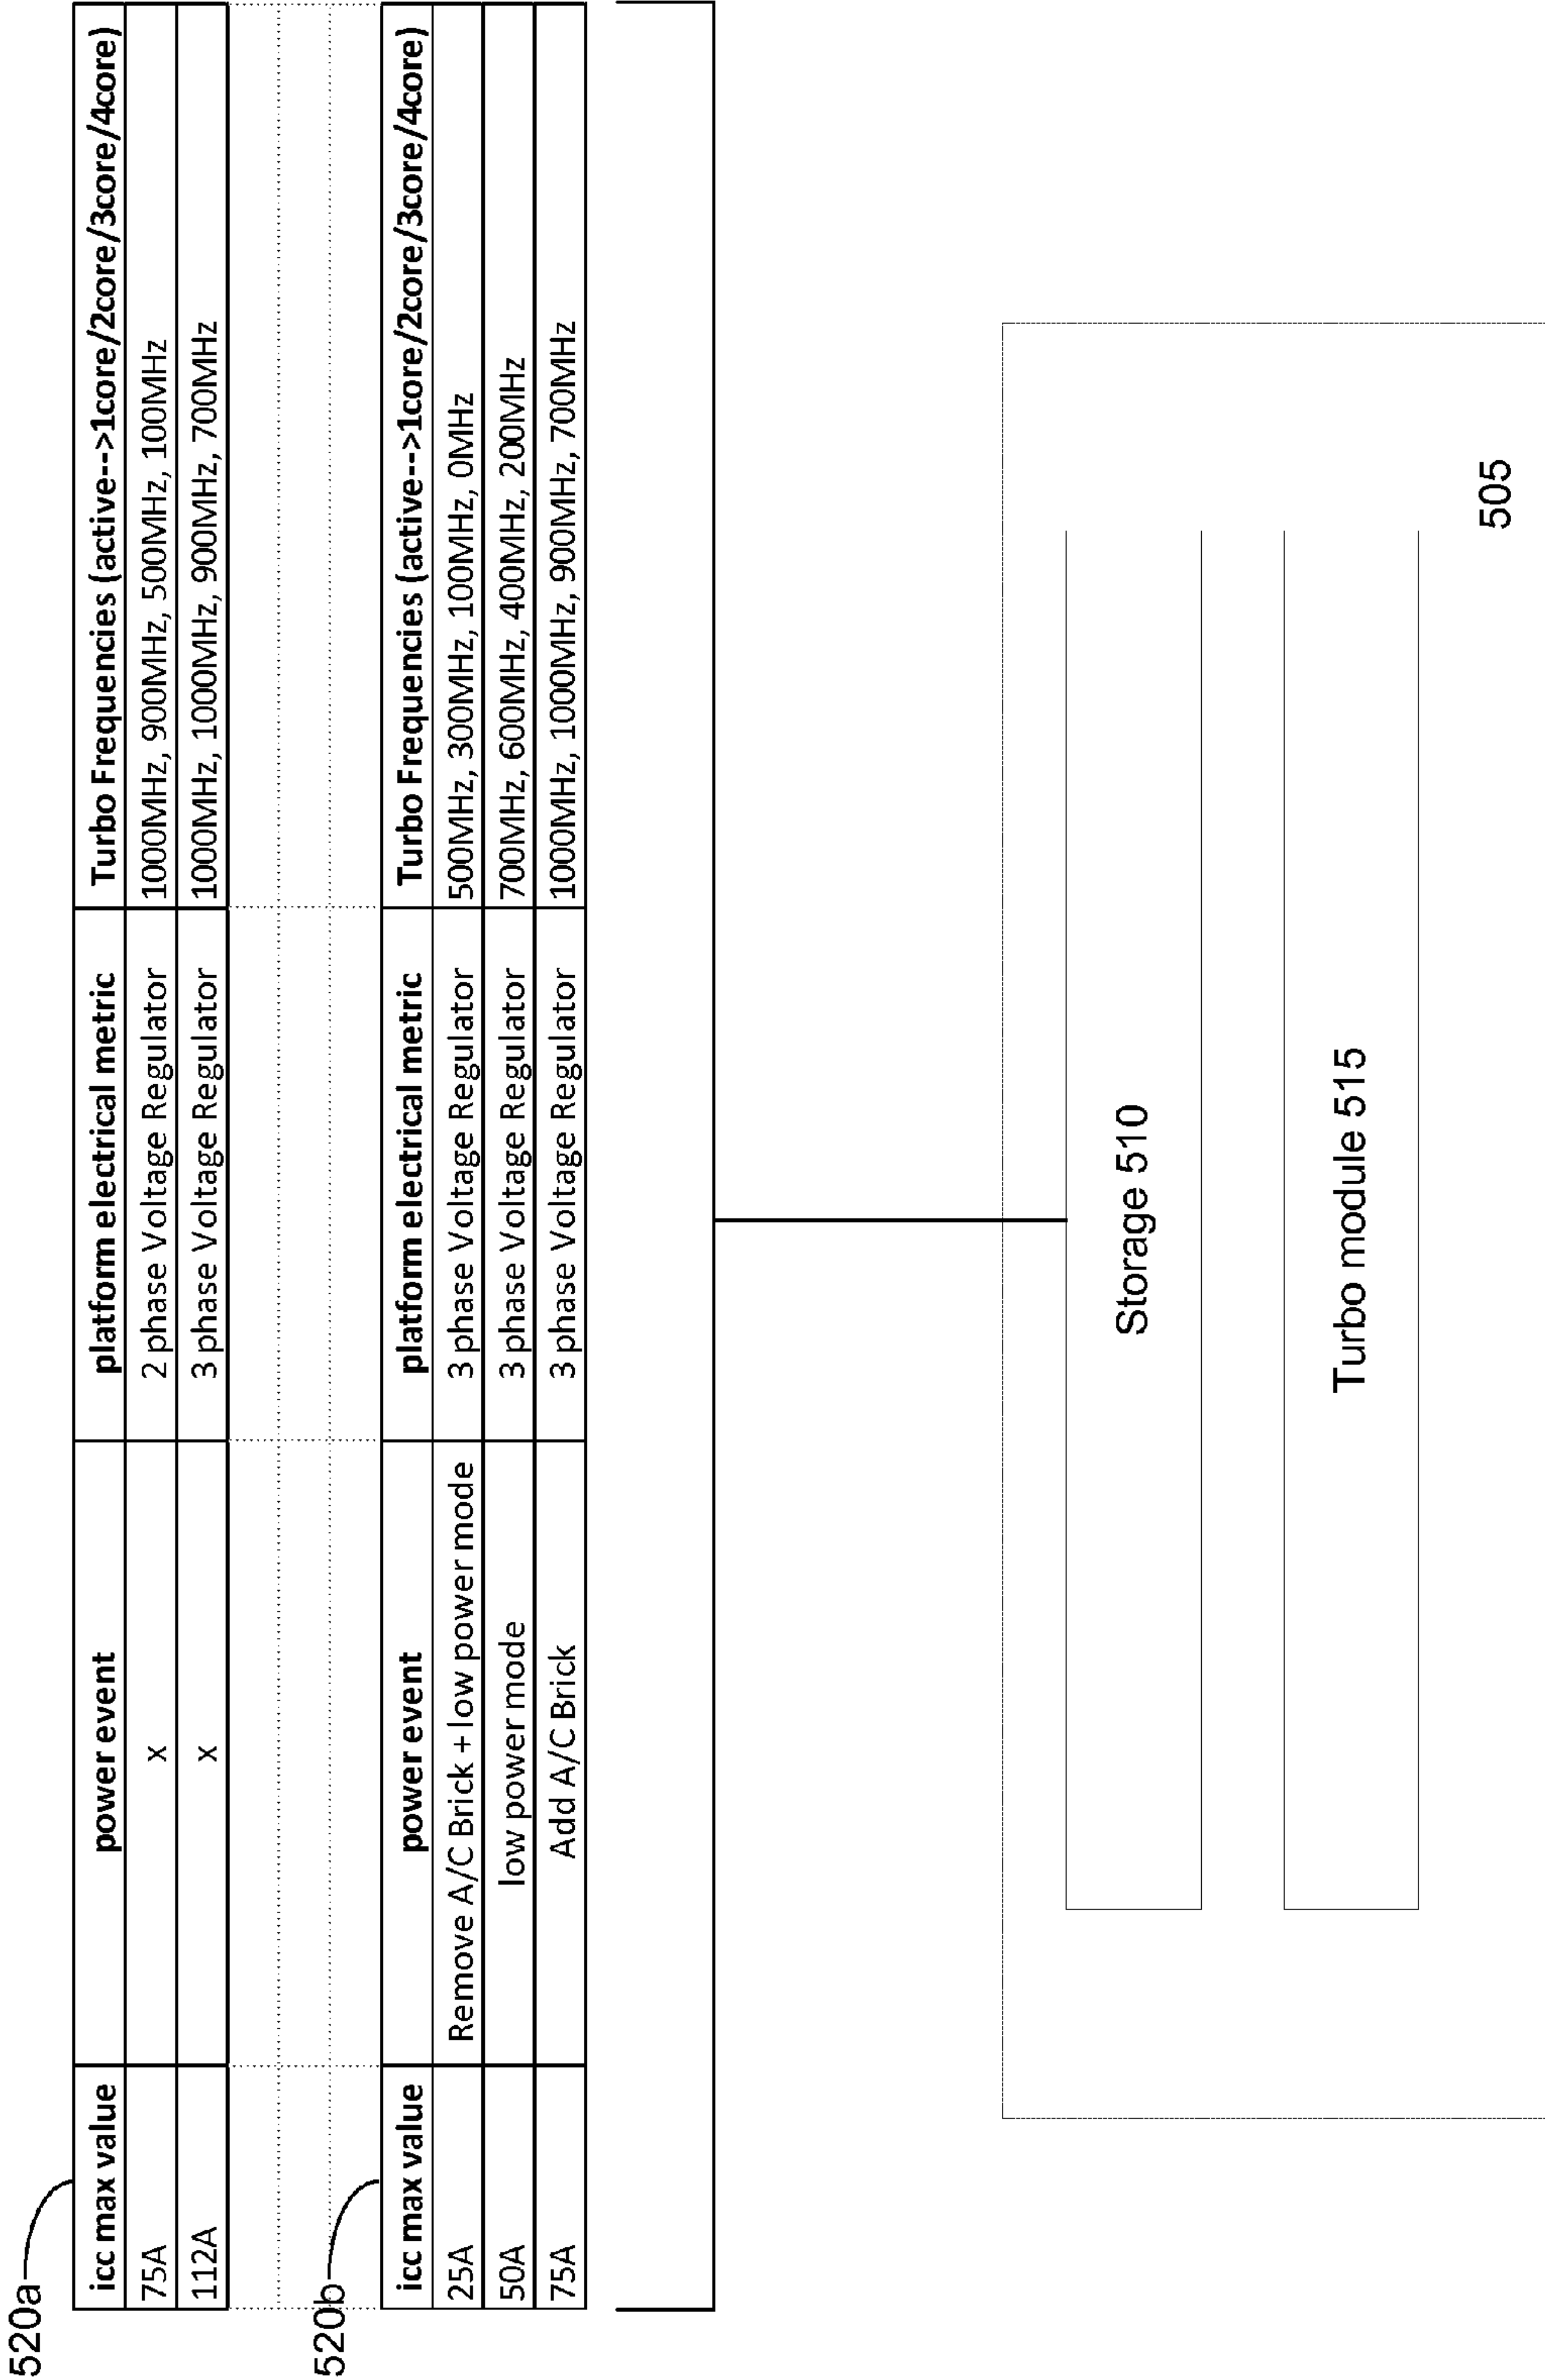 520a
icc max value power event platform electrical metric Turbo Frequencies (active-->1core/2core/3core/4core)
75A x 2 phase Voltage Regulator 1000MHz, 900MHz, 500MHz, 100MHz
112A x 3 phase Voltage Regulator 1000MHz, 1000MHz, 900MHz, 700MHz
520b
icc max value power event platform electrical metric Turbo Frequencies (active-->1core/2core/3core/4core)
25A Remove A/C Brick + low power mode 3 phase Voltage Regulator 500MHz, 300MHz, 100MHz, 0MHz
50A low power mode 3 phase Voltage Regulator 700MHz, 600MHz, 400MHz, 200MHz
75A Add A/C Brick 3 phase Voltage Regulator 1000MHz, 1000MHz, 900MHz, 700MHz
Storage 510
Turbo module 515
505